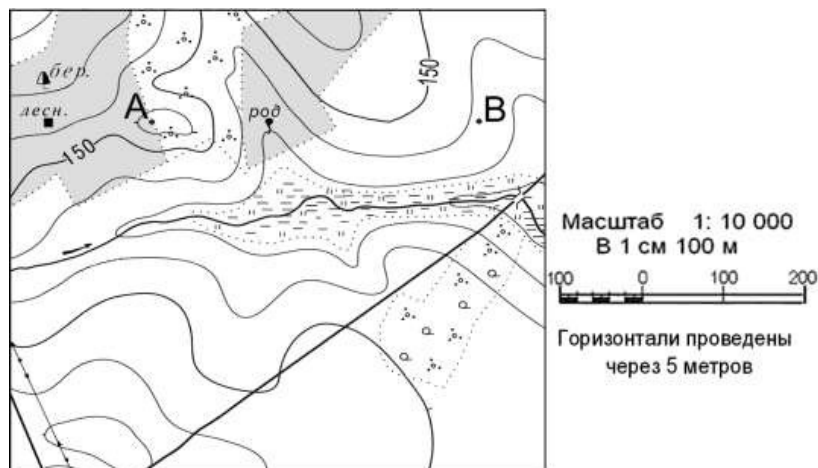 бер.
150
лесн.
А
род
В
150
Масштаб 1: 10 000
В 1 см 100 м
100 0 100 200
Горизонтали проведены
через 5 метров